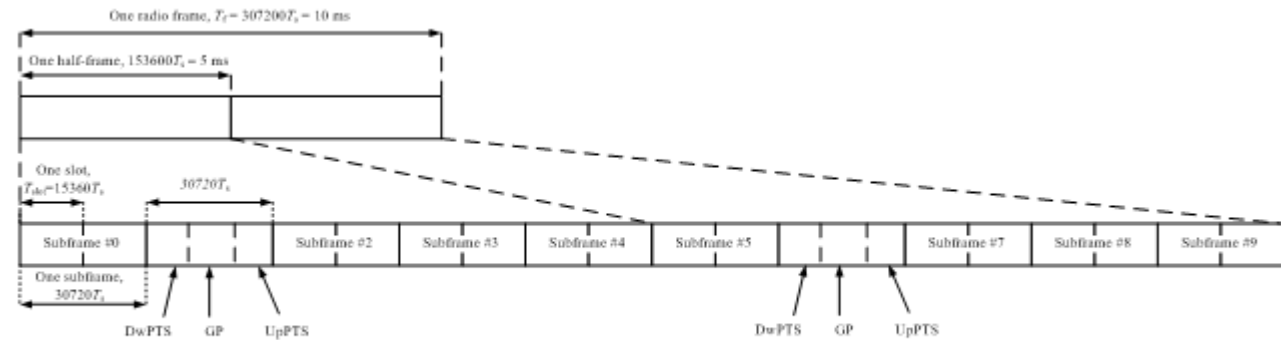 One radio frame, Tf = 307200Ts = 10 ms
One half-frame, 153600Ts = 5 ms
One slot,
Tslot=15360Ts
30720Ts
Subframe #0
Subframe #2
Subframe #3
Subframe #4
Subframe #5
Subframe #7
Subframe #8
Subframe #9
One subframe,
30720Ts
DwPTS
GP
UpPTS
DwPTS
GP
UpPTS